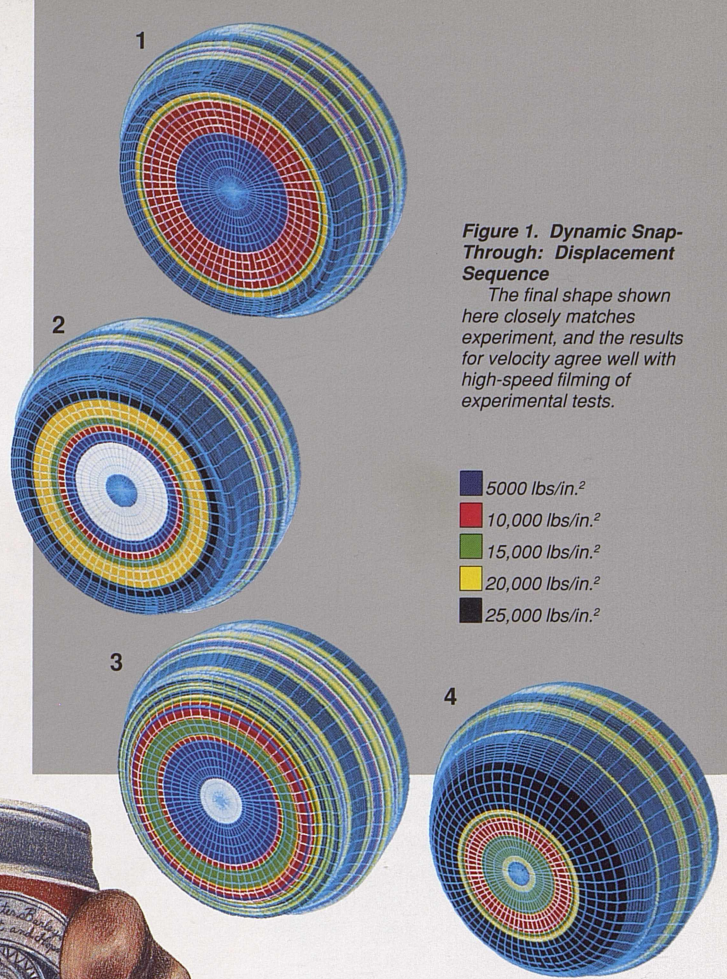 1
Figure 1. Dynamic Snap-
Through: Displacement
Sequence
The final shape shown
here closely matches
experiment, and the results
for velocity agree well with
high-speed filming of
experimental tests.
2
5000 lbs/in.²
10,000 lbs/in.²
15,000 lbs/in.²
20,000 lbs/in.²
25,000 lbs/in.²
3
4